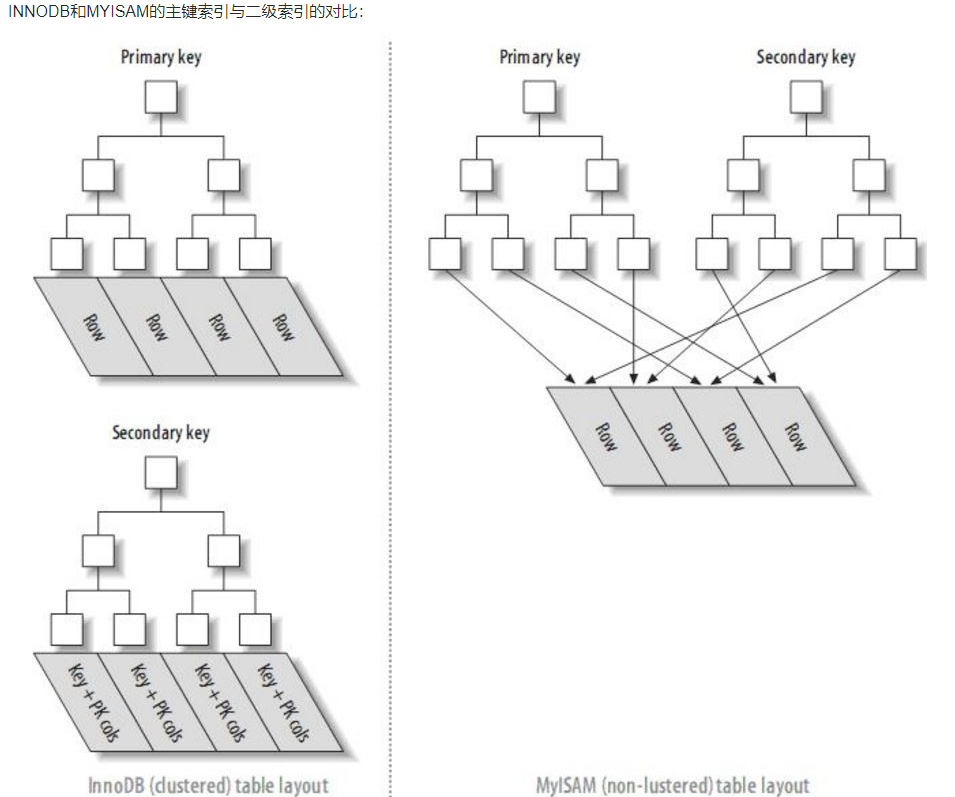 INNODB和MYISAM的主键索引与二级索引的对比：
Primary key
Row
Row
Row
Row
Secondary key
Key + PK cols
Key + PK cols
Key + PK cols
Key + PK cols
InnoDB (clustered) table layout
Primary key
Secondary key
Row
Row
Row
Row
MyISAM (non-lustered) table layout